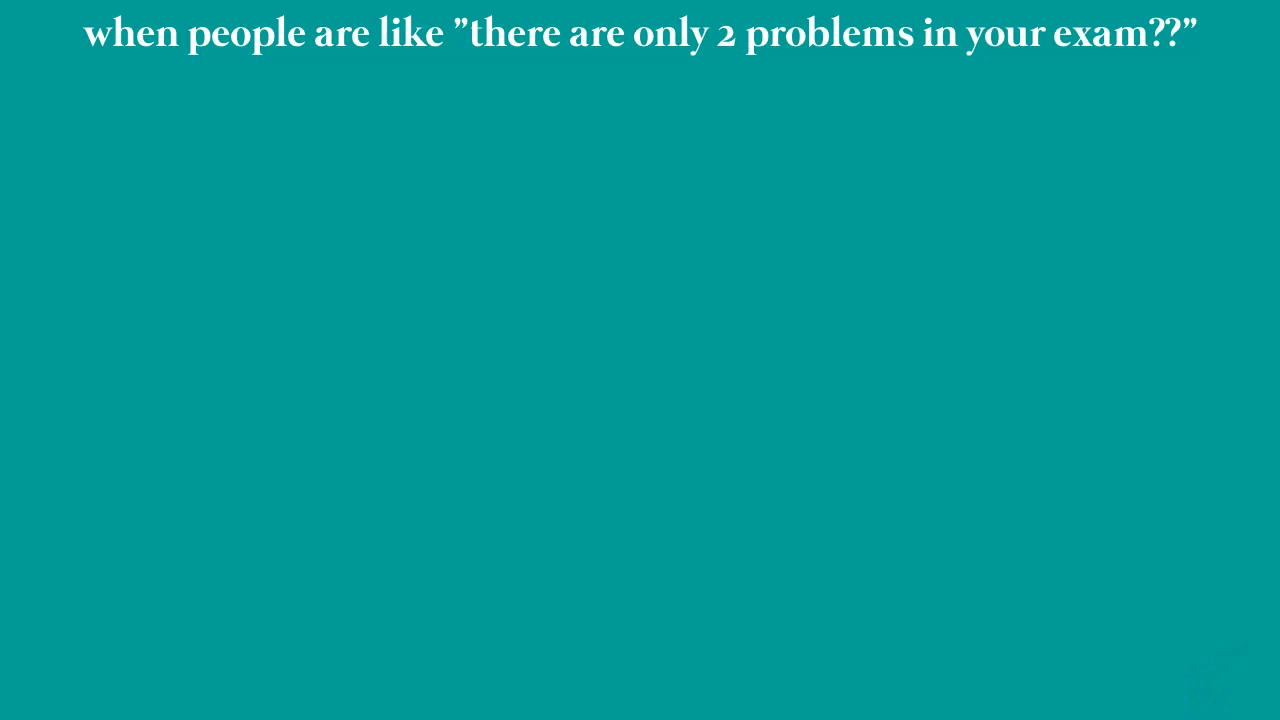 when people are like ”there are only 2 problems in your exam??”